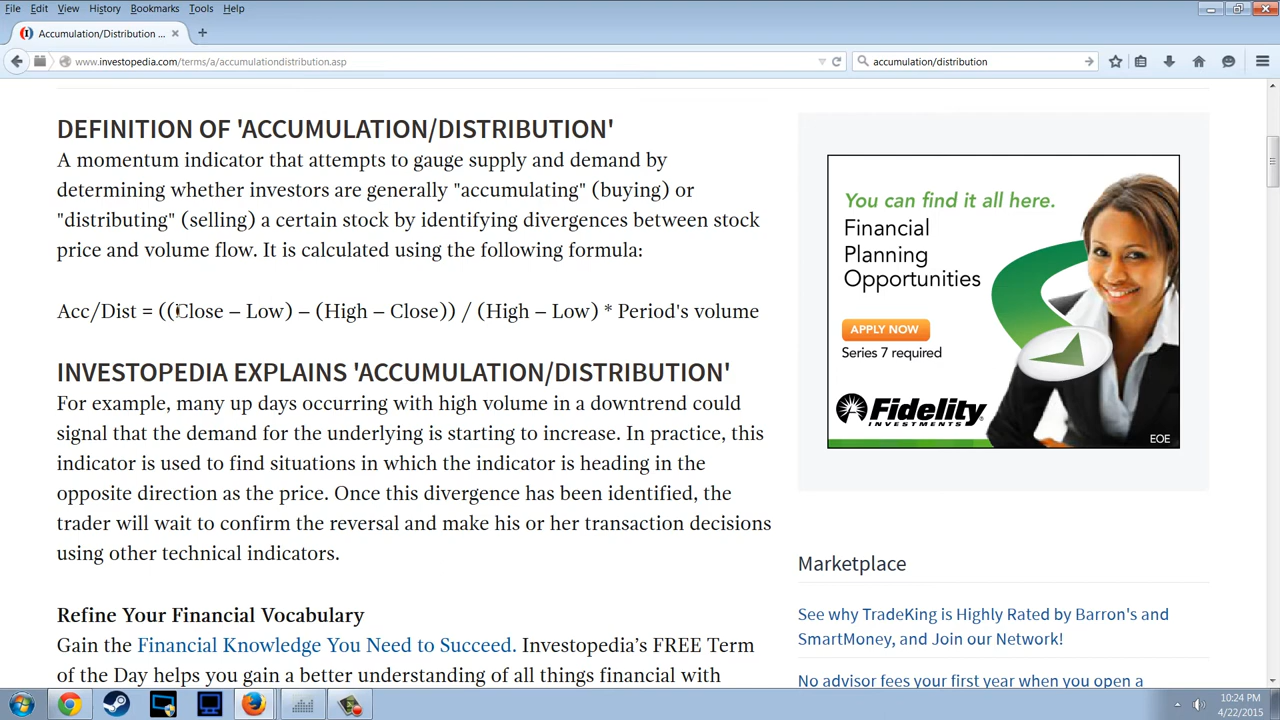 File Edit View History Bookmarks Tools Help
Accumulation/Distribution ...
www.investopedia.com/terms/a/accumulationdistribution.asp
accumulation/distribution
DEFINITION OF 'ACCUMULATION/DISTRIBUTION'
A momentum indicator that attempts to gauge supply and demand by
determining whether investors are generally "accumulating" (buying) or
"distributing" (selling) a certain stock by identifying divergences between stock
price and volume flow. It is calculated using the following formula:
Acc/Dist = ((Close – Low) – (High – Close)) / (High – Low) * Period's volume
INVESTOPEDIA EXPLAINS 'ACCUMULATION/DISTRIBUTION'
For example, many up days occurring with high volume in a downtrend could
signal that the demand for the underlying is starting to increase. In practice, this
indicator is used to find situations in which the indicator is heading in the
opposite direction as the price. Once this divergence has been identified, the
trader will wait to confirm the reversal and make his or her transaction decisions
using other technical indicators.
Refine Your Financial Vocabulary
Gain the Financial Knowledge You Need to Succeed. Investopedia’s FREE Term
of the Day helps you gain a better understanding of all things financial with
You can find it all here.
Financial
Planning
Opportunities
APPLY NOW
Series 7 required
Fidelity
INVESTMENTS
EOE
Marketplace
See why TradeKing is Highly Rated by Barron's and
SmartMoney, and Join our Network!
No advisor fees your first year when you open a
10:24 PM
4/22/2015